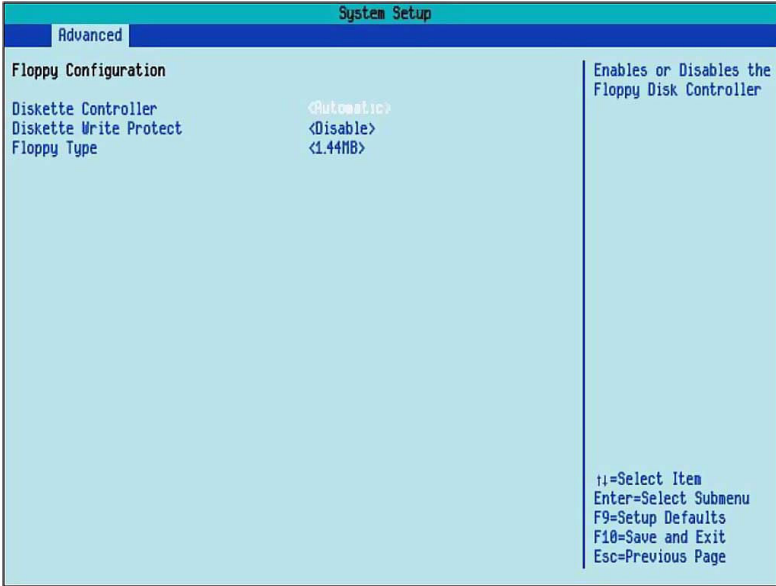 System Setup
Advanced
Floppy Configuration
Diskette Controller <Automatic>
Diskette Write Protect <Disable>
Floppy Type <1.44MB>
Enables or Disables the
Floppy Disk Controller
↑↓=Select Item
Enter=Select Submenu
F9=Setup Defaults
F10=Save and Exit
Esc=Previous Page